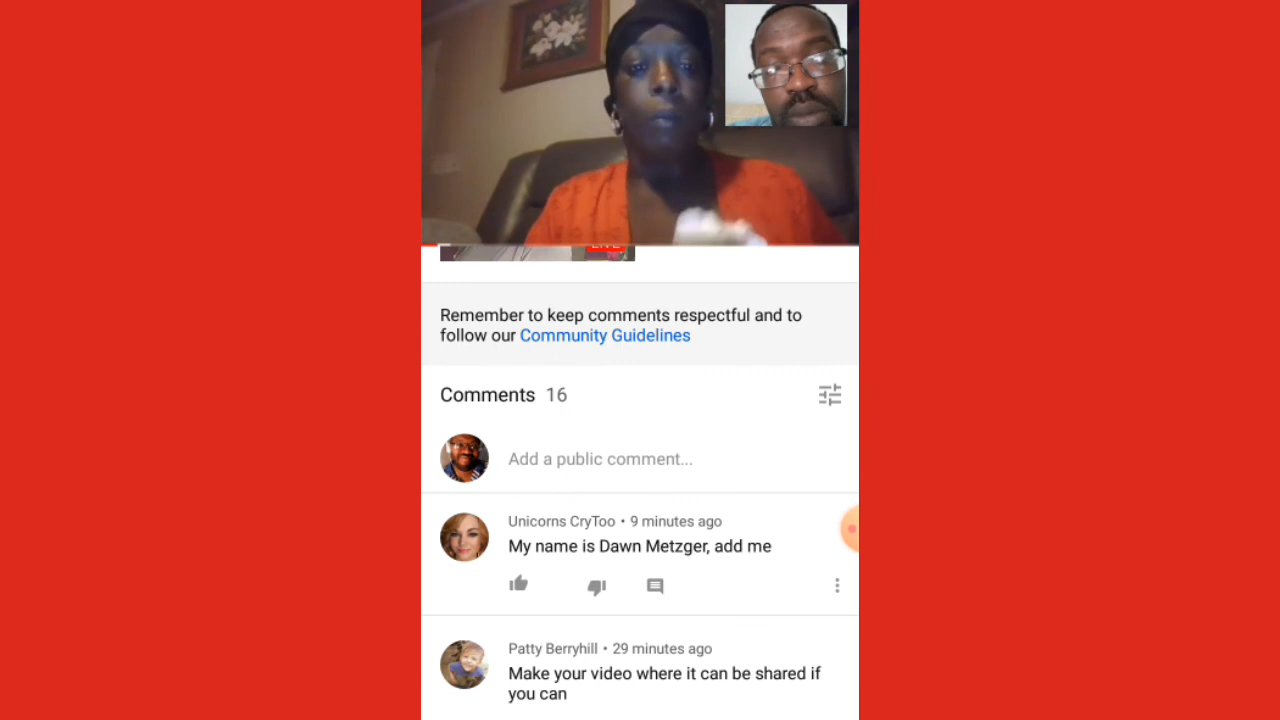 LIVE
Remember to keep comments respectful and to
follow our Community Guidelines
Comments 16
Add a public comment...
Unicorns CryToo • 9 minutes ago
My name is Dawn Metzger, add me
Patty Berryhill • 29 minutes ago
Make your video where it can be shared if
you can